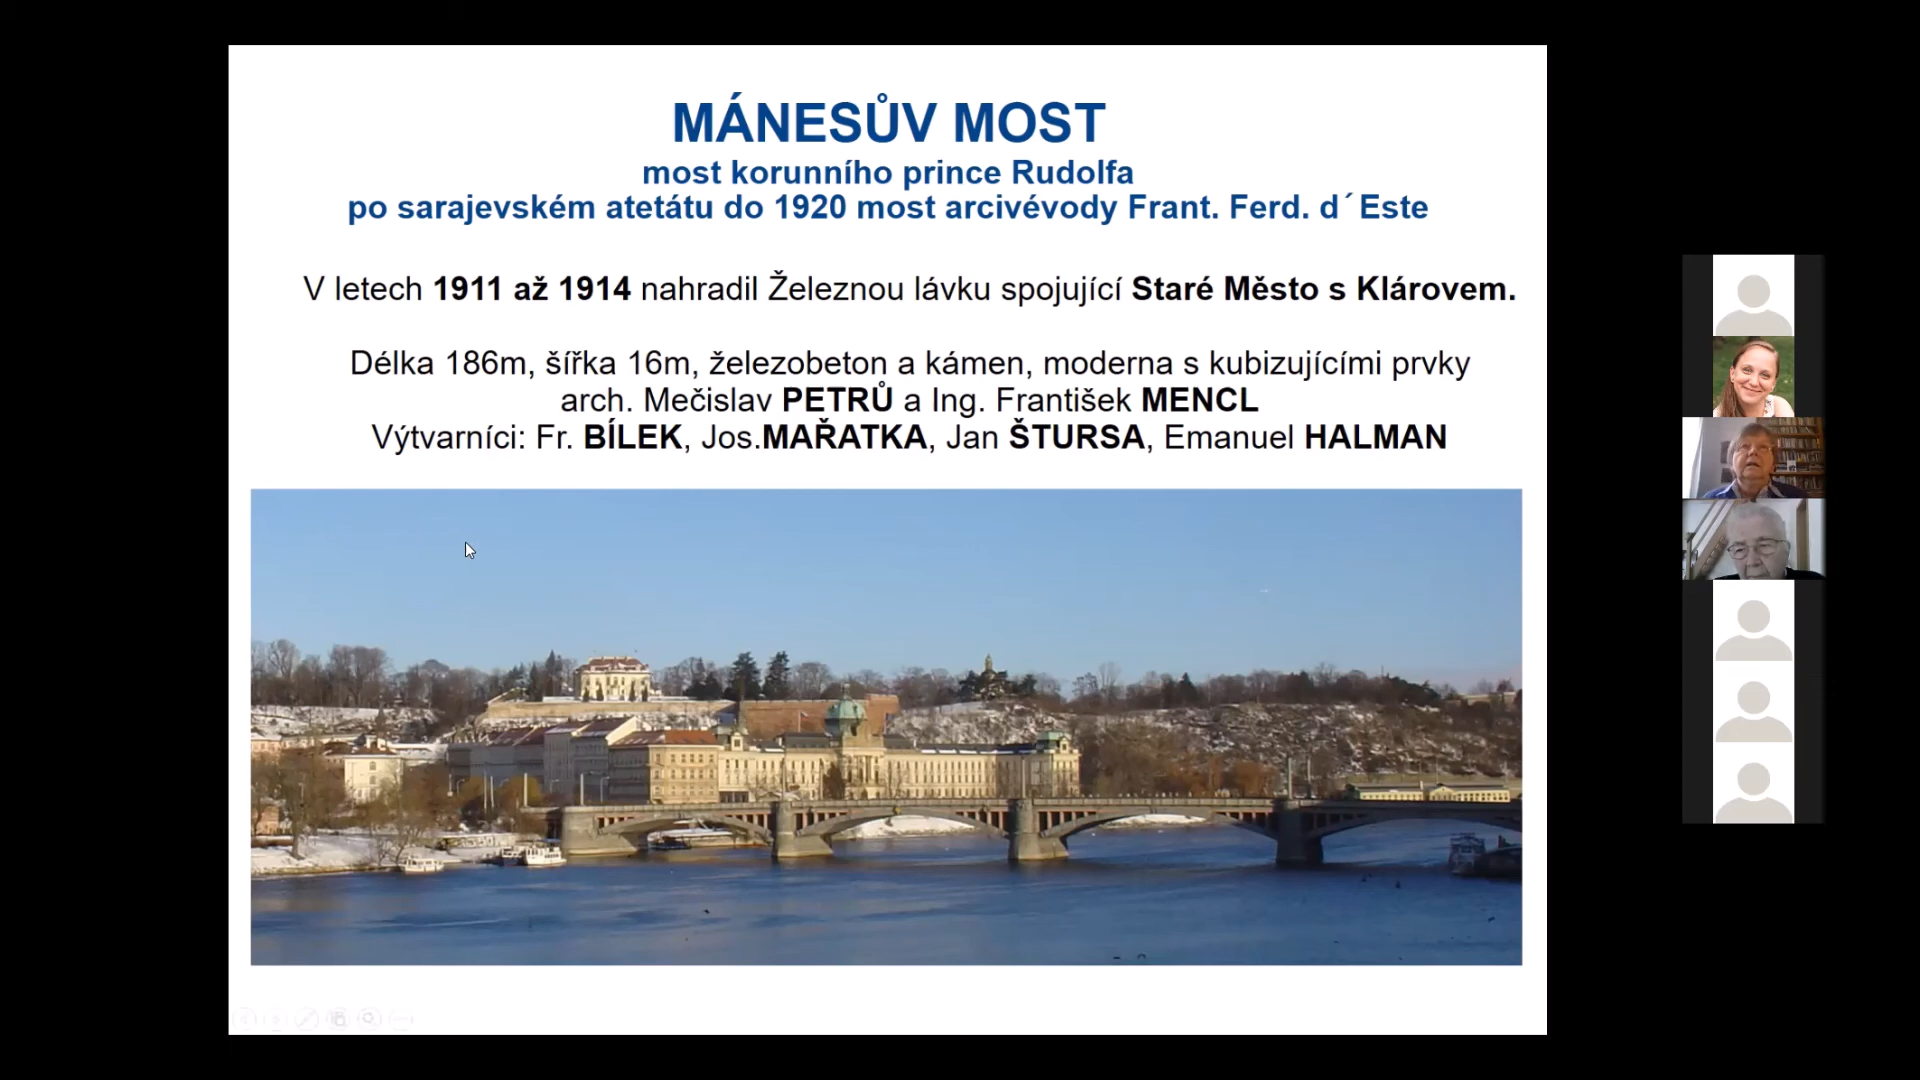 MÁNESŮV MOST
most korunního prince Rudolfa
po sarajevském atetátu do 1920 most arcivévody Frant. Ferd. d´Este
V letech 1911 až 1914 nahradil Železnou lávku spojující Staré Město s Klárovem.
Délka 186m, šířka 16m, železobeton a kámen, moderna s kubizujícími prvky
arch. Mečislav PETRŮ a Ing. František MENCL
Výtvarníci: Fr. BÍLEK, Jos.MAŘATKA, Jan ŠTURSA, Emanuel HALMAN